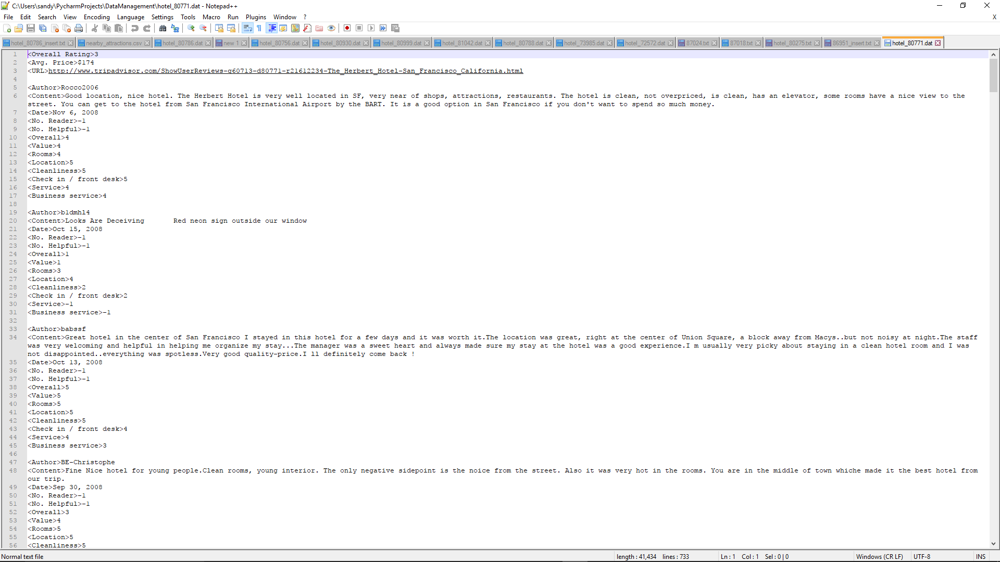 C:\Users\sandy\PycharmProjects\DataManagement\hotel_80771.dat - Notepad++
File Edit Search View Encoding Language Settings Tools Macro Run Plugins Window ? X
hotel_80786_insert.txt nearby_attractions.csv hotel_80786.dat new 1 hotel_80756.dat hotel_80930.dat hotel_80999.dat hotel_81042.dat hotel_80788.dat hotel_73985.dat hotel_72572.dat 87024.txt 87018.txt hotel_80275.txt 86951_insert.txt hotel_80771.dat
1 <Overall Rating>3
2 <Avg. Price>$174
3 <URL>http://www.tripadvisor.com/ShowUserReviews-g60713-d80771-r21612234-The_Herbert_Hotel-San_Francisco_California.html
4
5 <Author>Rocco2006
6 <Content>Good location, nice hotel. The Herbert Hotel is very well located in SF, very near of shops, attractions, restaurants. The hotel is clean, not overpriced, is clean, has an elevator, some rooms have a nice view to the
street. You can get to the hotel from San Francisco International Airport by the BART. It is a good option in San Francisco if you don't want to spend so much money.
7 <Date>Nov 6, 2008
8 <No. Reader>-1
9 <No. Helpful>-1
10 <Overall>4
11 <Value>4
12 <Rooms>4
13 <Location>5
14 <Cleanliness>5
15 <Check in / front desk>5
16 <Service>4
17 <Business service>4
18
19 <Author>bldmhl4
20 <Content>Looks Are Deceiving       Red neon sign outside our window
21 <Date>Oct 15, 2008
22 <No. Reader>-1
23 <No. Helpful>-1
24 <Overall>1
25 <Value>1
26 <Rooms>3
27 <Location>4
28 <Cleanliness>2
29 <Check in / front desk>2
30 <Service>-1
31 <Business service>-1
32
33 <Author>babssf
34 <Content>Great hotel in the center of San Francisco I stayed in this hotel for a few days and it was worth it.The location was great, right at the center of Union Square, a block away from Macys..but not noisy at night.The staff
was very welcoming and helpful in helping me organize my stay...The manager was a sweet heart and always made sure my stay at the hotel was a good experience.I m usually very picky about staying in a clean hotel room and I was
not disappointed..everything was spotless.Very good quality-price.I ll definitely come back !
35 <Date>Oct 13, 2008
36 <No. Reader>-1
37 <No. Helpful>-1
38 <Overall>5
39 <Value>5
40 <Rooms>5
41 <Location>5
42 <Cleanliness>5
43 <Check in / front desk>4
44 <Service>4
45 <Business service>3
46
47 <Author>BE-Christophe
48 <Content>Fine Nice hotel for young people.Clean rooms, young interior. The only negative sidepoint is the noice from the street. Also it was very hot in the rooms. You are in the middle of town whiche made it the best hotel from
our trip.
49 <Date>Sep 30, 2008
50 <No. Reader>-1
51 <No. Helpful>-1
52 <Overall>3
53 <Value>4
54 <Rooms>5
55 <Location>5
56 <Cleanliness>5
Normal text file length : 41,434 lines : 733 Ln : 1 Col : 1 Sel : 0 | 0 Windows (CR LF) UTF-8 INS